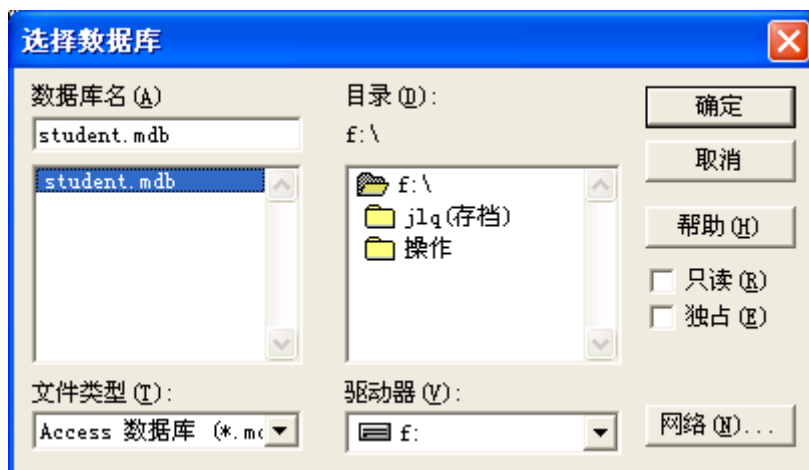 选择数据库
数据库名(A)
student.mdb
student.mdb
文件类型(T):
Access 数据库 (*.m
目录(D):
f:\
f:\
jlq(存档)
操作
驱动器(V):
f:
确定
取消
帮助(H)
只读(R)
独占(E)
网络(N)...